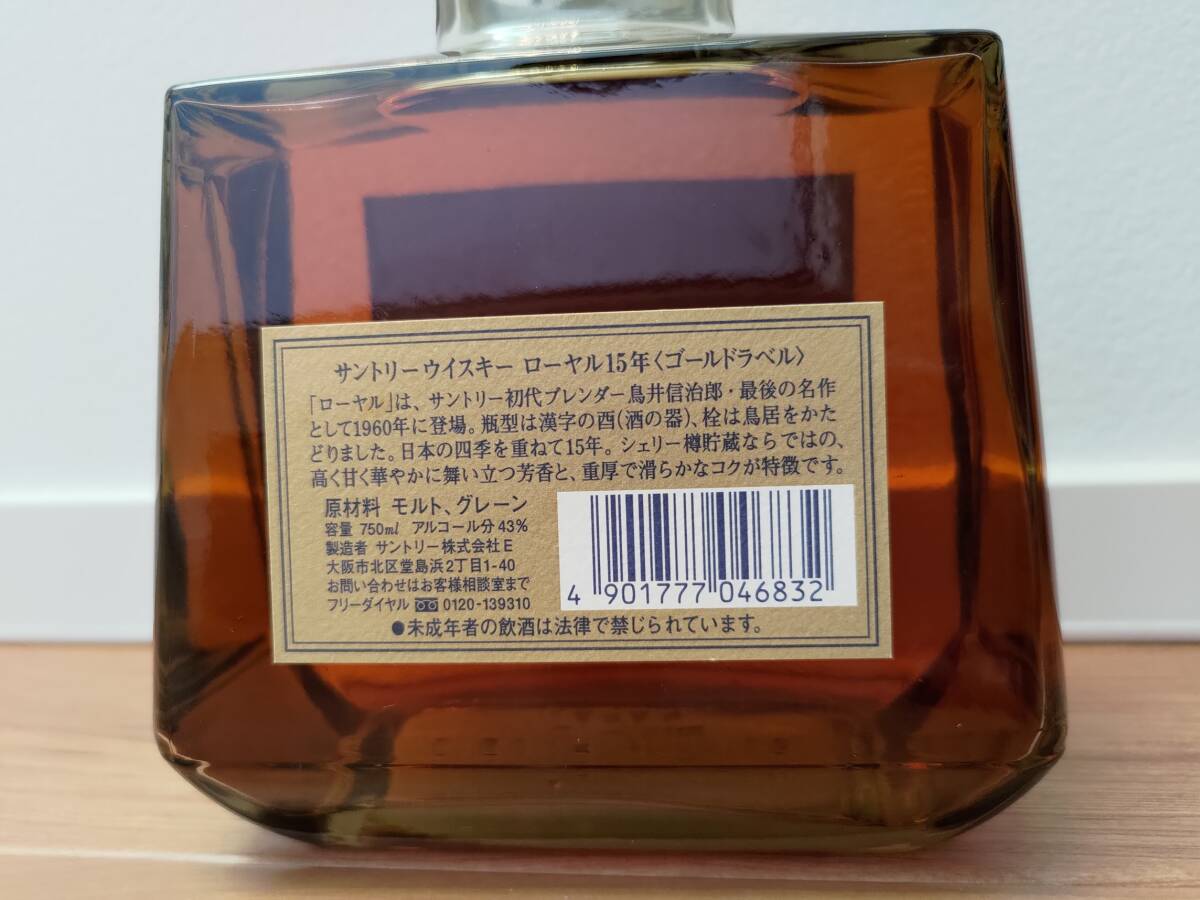 サントリーウイスキー ローヤル15年〈ゴールドラベル〉
「ローヤル」は、サントリー初代ブレンダー鳥井信治郎・最後の名作
として1960年に登場。瓶型は漢字の酉(酒の器)、栓は鳥居をかた
どりました。日本の四季を重ねて15年。シェリー樽貯蔵ならではの、
高く甘く華やかに舞い立つ芳香と、重厚で滑らかなコクが特徴です。
原材料 モルト、グレーン
容量 750ml アルコール分43%
製造者 サントリー株式会社E
大阪市北区堂島浜2丁目1-40
お問い合わせはお客様相談室まで
フリーダイヤル 0120-139310
4 901777 046832
●未成年者の飲酒は法律で禁じられています。